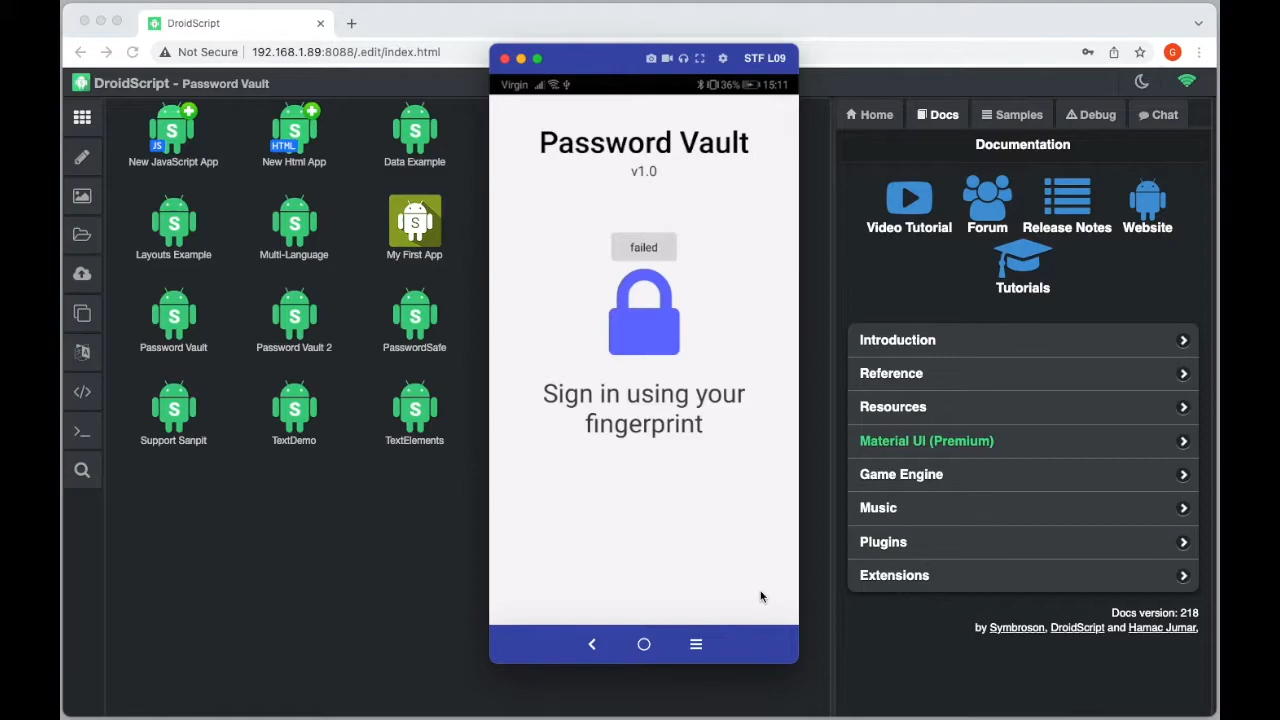 DroidScript
Not Secure
192.168.1.89:8088/.edit/index.html
G
DroidScript - Password Vault
S
JS
New JavaScript App
S
HTML
New Html App
S
Data Example
S
Layouts Example
S
Multi-Language
S
My First App
S
Password Vault
S
Password Vault 2
S
PasswordSafe
S
Support Sanpit
S
TextDemo
S
TextElements
STF L09
Virgin
36%
15:11
Password Vault
v1.0
failed
Sign in using your
fingerprint
Home
Docs
Samples
Debug
Chat
Documentation
Video Tutorial
Forum
Release Notes
Website
Tutorials
Introduction
Reference
Resources
Material UI (Premium)
Game Engine
Music
Plugins
Extensions
Docs version: 218
by Symbroson, DroidScript and Hamac Jumar,